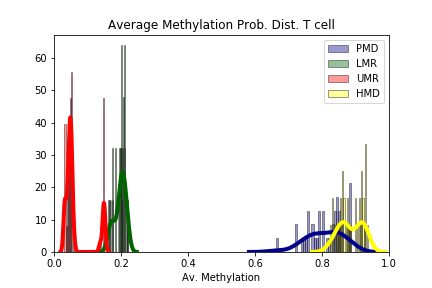 Average Methylation Prob. Dist. T cell
PMD
LMR
UMR
HMD
60
50
40
30
20
10
0
0.0 0.2 0.4 0.6 0.8 1.0
Av. Methylation